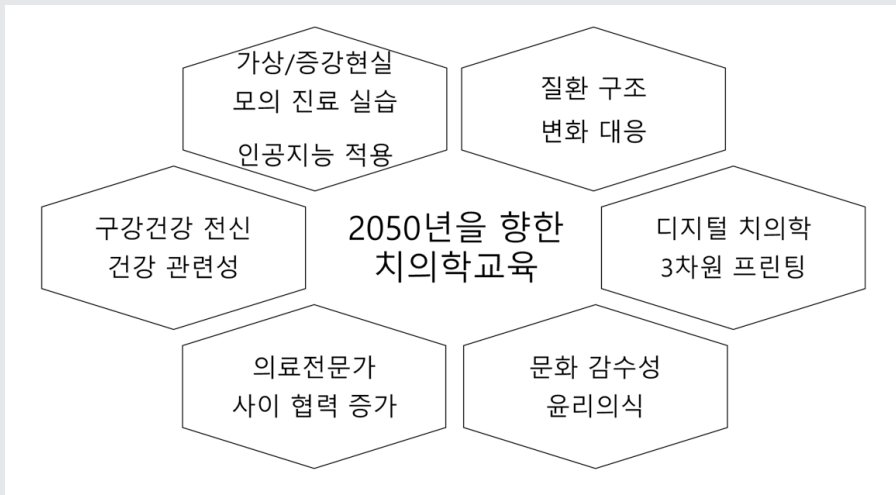 가상/증강현실
모의 진료 실습
인공지능 적용
질환 구조
변화 대응
구강건강 전신
건강 관련성
2050년을 향한
치의학교육
디지털 치의학
3차원 프린팅
의료전문가
사이 협력 증가
문화 감수성
윤리의식